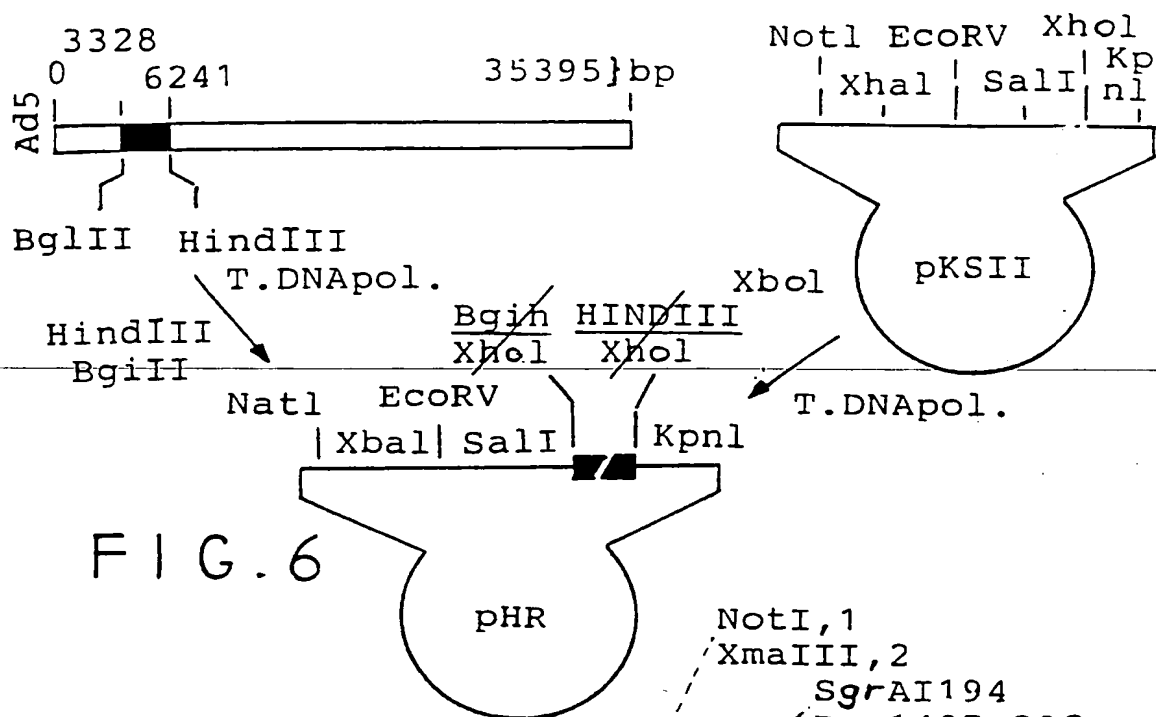 3328
0
6241
35395}bp
Ad5
BglII
HindIII
T.DNApol.
HindIII
BgiII
NotI EcoRV XhoI
XhaI SalI Kp
nl
pKSII
Xbol
T.DNApol.
Bgih HINDIII
Xhol Xhol
Natl EcoRV
Xbal SalI Kpnl
pHR
FIG.6
NotI,1
XmaIII,2
SgrAI194